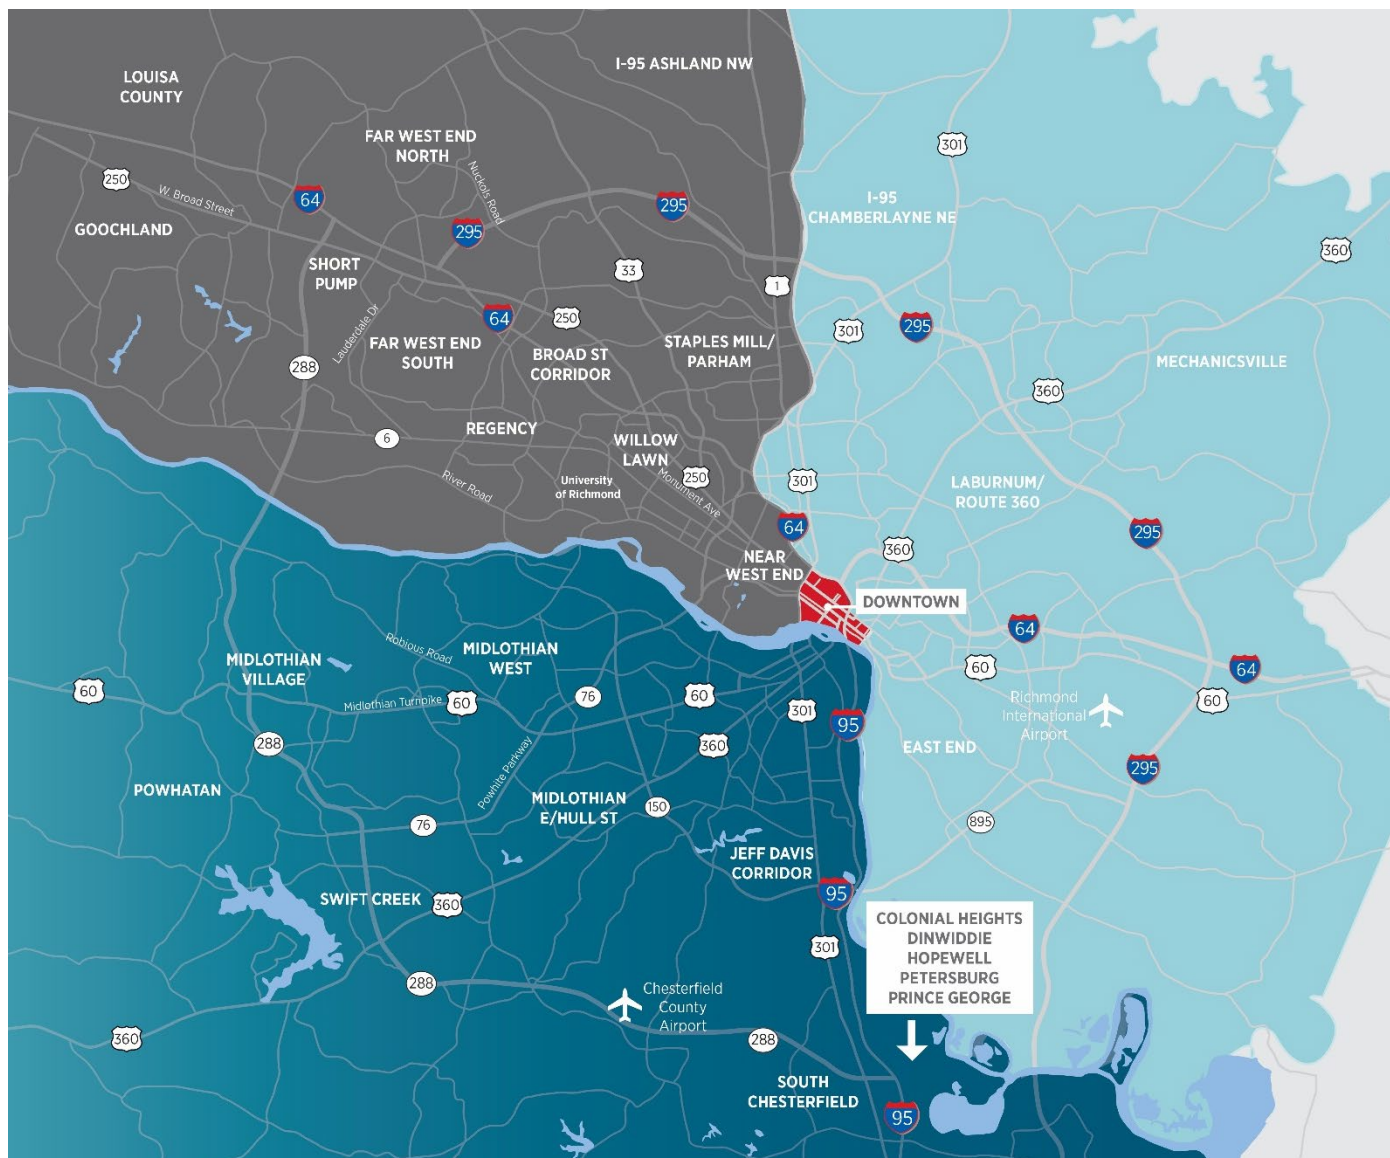 I-95 ASHLAND NW
LOUISA
COUNTY
FAR WEST END
NORTH
301
250
W. Broad Street
64
Nuckols Road
295
295
I-95
CHAMBERLAYNE NE
GOOCHLAND
360
SHORT
PUMP
33
1
64
250
301
295
Lauderdale Dr
FAR WEST END
SOUTH
BROAD ST
CORRIDOR
STAPLES MILL/
PARHAM
MECHANICSVILLE
288
360
REGENCY
6
WILLOW
LAWN
River Road
University
of Richmond
250
Monument Ave
301
LABURNUM/
ROUTE 360
64
295
360
NEAR
WEST END
DOWNTOWN
64
Robious Road
MIDLOTHIAN
WEST
MIDLOTHIAN
VILLAGE
60
64
60
Midlothian Turnpike
60
76
60
301
95
Richmond
International
Airport
60
288
360
EAST END
295
POWHATAN
Powhite Parkway
MIDLOTHIAN
E/HULL ST
150
76
895
JEFF DAVIS
CORRIDOR
95
SWIFT CREEK
360
301
COLONIAL HEIGHTS
DINWIDDIE
HOPEWELL
PETERSBURG
PRINCE GEORGE
288
Chesterfield
County
Airport
360
288
SOUTH
CHESTERFIELD
95